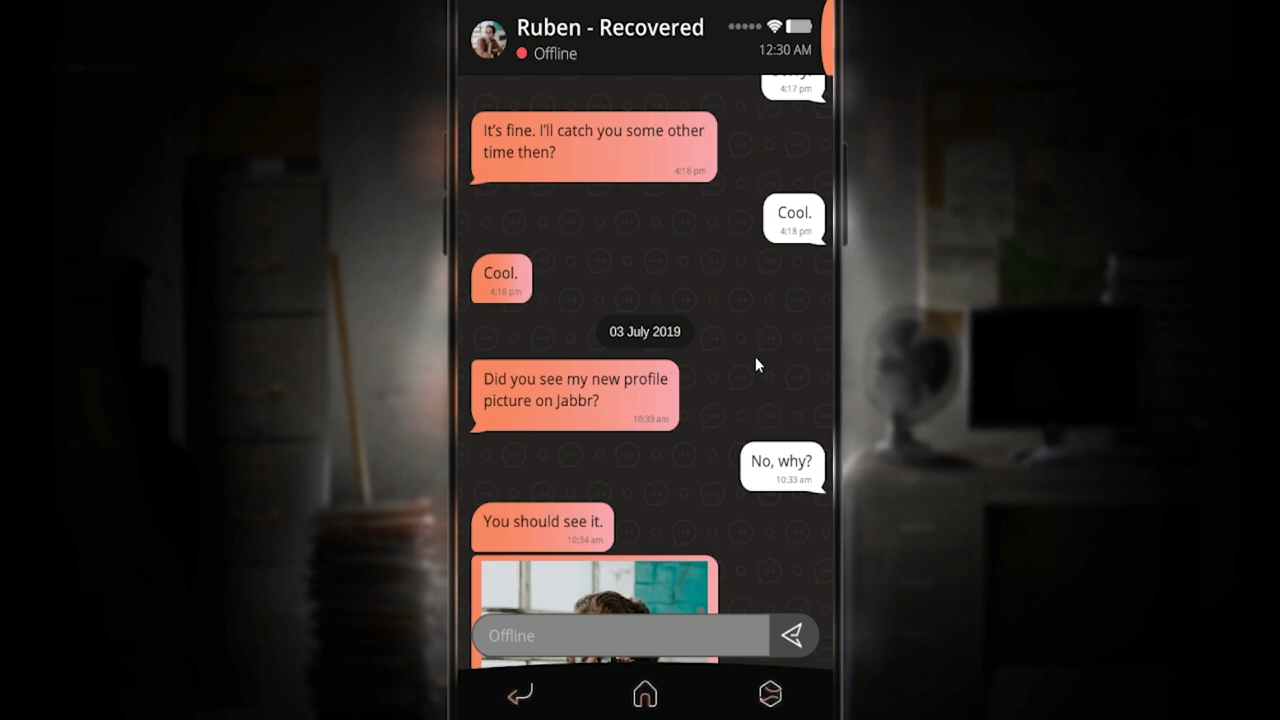 Ruben - Recovered
Offline
12:30 AM
4:17 pm
It's fine. I'll catch you some other
time then?
4:18 pm
Cool.
4:18 pm
Cool.
4:18 pm
03 July 2019
Did you see my new profile
picture on Jabbr?
10:33 am
No, why?
10:33 am
You should see it.
10:34 am
Offline